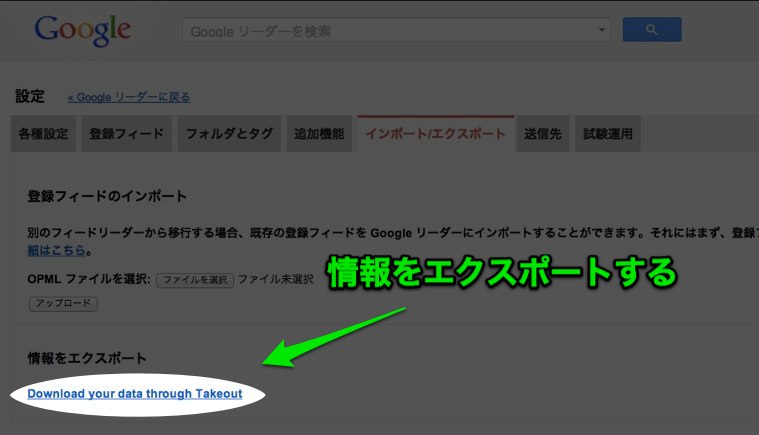 Google
Google リーダーを検索
設定 « Google リーダーに戻る
各種設定 登録フィード フォルダとタグ 追加機能 インポート/エクスポート 送信先 試験運用
登録フィードのインポート
別のフィードリーダーから移行する場合、既存の登録フィードを Google リーダーにインポートすることができます。それにはまず、登録フ
細はこちら。
OPML ファイルを選択: ファイルを選択 ファイル未選択
情報をエクスポートする
アップロード
情報をエクスポート
Download your data through Takeout